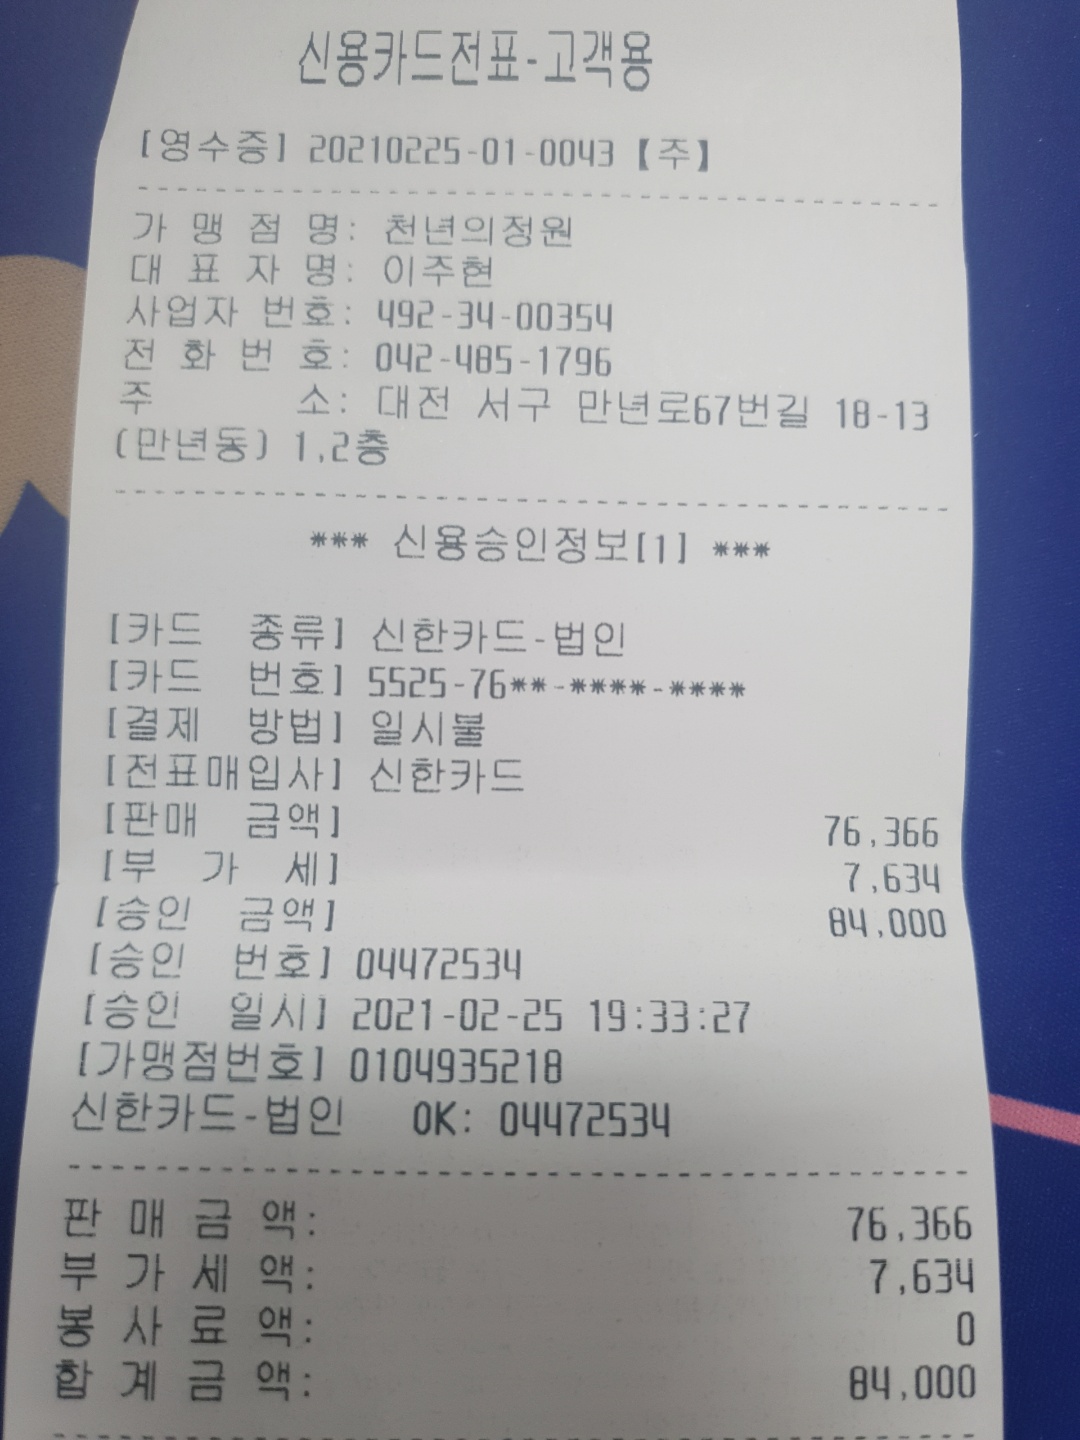 신용카드전표-고객용
[영수증] 20210225-01-0043【주】
가 맹 점 명: 천년의정원
대 표 자 명: 이주현
사업자 번호: 492-34-00354
전 화 번 호: 042-485-1796
주 소: 대전 서구 만년로67번길 18-13
(만년동) 1,2층
*** 신용승인정보[1] ***
[카드 종류] 신한카드-법인
[카드 번호] 5525-76**-****-****
[결제 방법] 일시불
[전표매입사] 신한카드
[판매 금액] 76,366
[부 가 세] 7,634
[승인 금액] 84,000
[승인 번호] 04472534
[승인 일시] 2021-02-25 19:33:27
[가맹점번호] 0104935218
신한카드-법인 OK: 04472534
판 매 금 액: 76,366
부 가 세 액: 7,634
봉 사 료 액: 0
합 계 금 액: 84,000